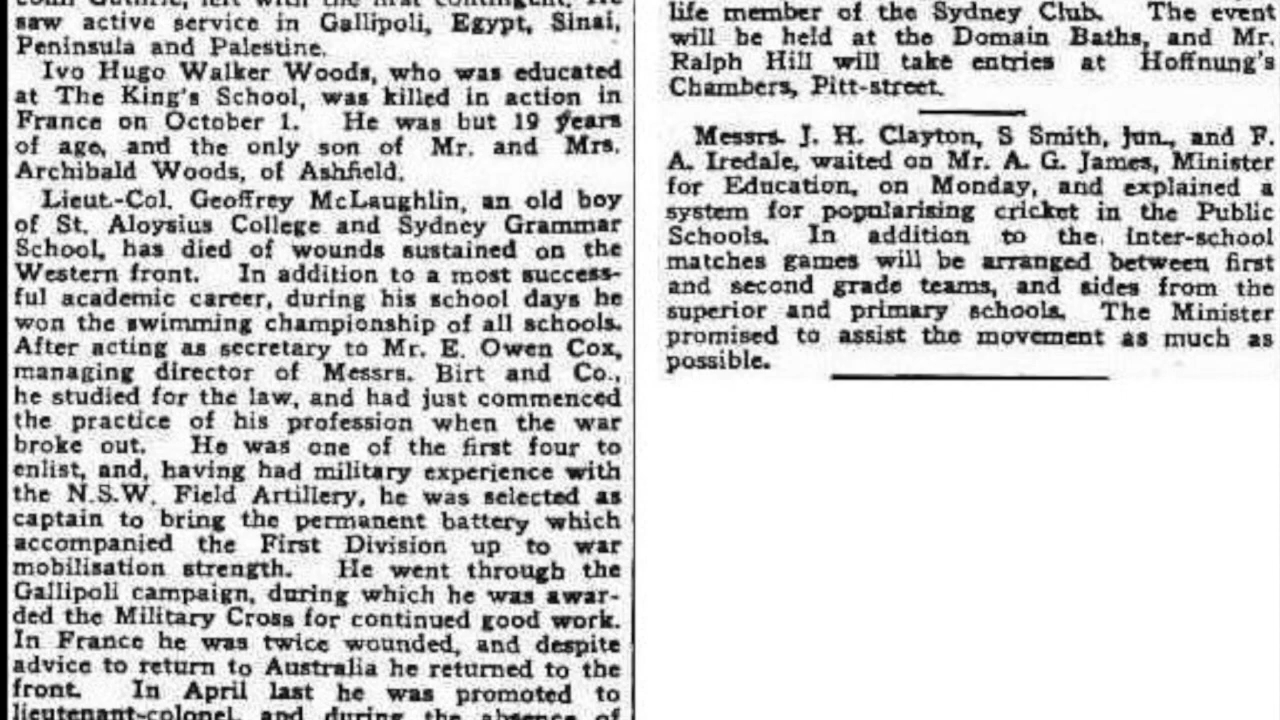 left with the first contingent. He
saw active service in Gallipoli, Egypt, Sinai,
Peninsula and Palestine.
Ivo Hugo Walker Woods, who was educated
at The King's School, was killed in action in
France on October 1. He was but 19 years
of age, and the only son of Mr. and Mrs.
Archibald Woods, of Ashfield.
Lieut.-Col. Geoffrey McLaughlin, an old boy
of St. Aloysius College and Sydney Grammar
School, has died of wounds sustained on the
Western front. In addition to a most success-
ful academic career, during his school days he
won the swimming championship of all schools.
After acting as secretary to Mr. E. Owen Cox,
managing director of Messrs. Birt and Co.,
he studied for the law, and had just commenced
the practice of his profession when the war
broke out. He was one of the first four to
enlist, and, having had military experience with
the N.S.W. Field Artillery, he was selected as
captain to bring the permanent battery which
accompanied the First Division up to war
mobilisation strength. He went through the
Gallipoli campaign, during which he was awar-
ded the Military Cross for continued good work.
In France he was twice wounded, and despite
advice to return to Australia he returned to the
front. In April last he was promoted to
lieutenant-colonel, and during the absence of
life member of the Sydney Club. The event
will be held at the Domain Baths, and Mr.
Ralph Hill will take entries at Hoffnung's
Chambers, Pitt-street.
Messrs. J. H. Clayton, S Smith, Jun., and F.
A. Iredale, waited on Mr. A. G. James, Minister
for Education, on Monday, and explained a
system for popularising cricket in the Public
Schools. In addition to the inter-school
matches games will be arranged between first
and second grade teams, and sides from the
superior and primary schools. The Minister
promised to assist the movement as much as
possible.